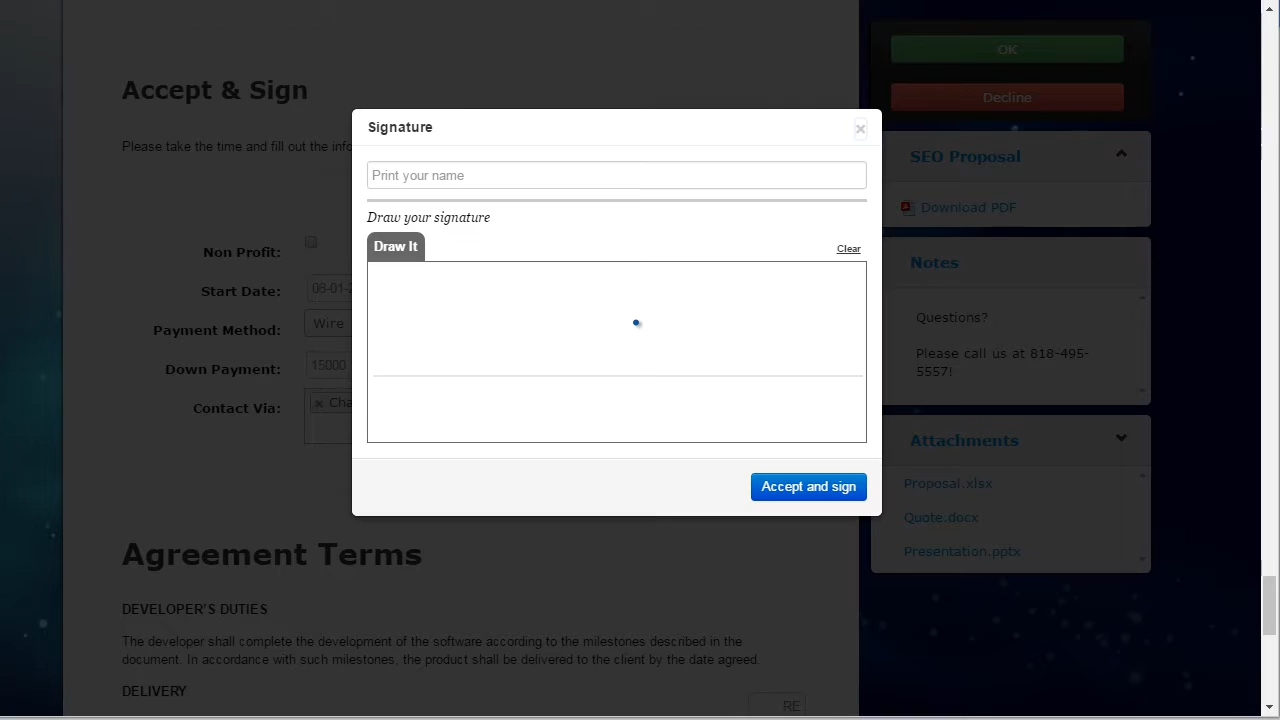 Accept & Sign
Please take the time and fill out the info
Non Profit:
Start Date: 08-01-2
Payment Method: Wire
Down Payment: 15000
Contact Via: × Cha
Signature ×
Print your name
Draw your signature
Draw It
Clear
Accept and sign
Agreement Terms
DEVELOPER'S DUTIES
The developer shall complete the development of the software according to the milestones described in the
document. In accordance with such milestones, the product shall be delivered to the client by the date agreed.
DELIVERY
RE
OK
Decline
SEO Proposal
Download PDF
Notes
Questions?
Please call us at 818-495-
5557!
Attachments
Proposal.xlsx
Quote.docx
Presentation.pptx